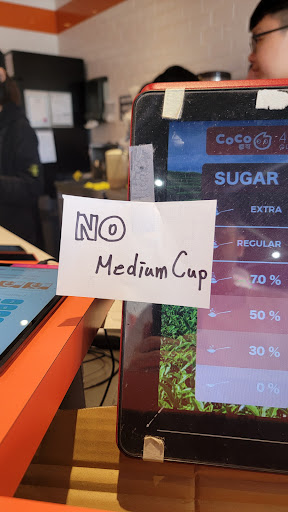 NO
Medium Cup
CoCo
SUGAR
EXTRA
REGULAR
70 %
50 %
30 %
0 %